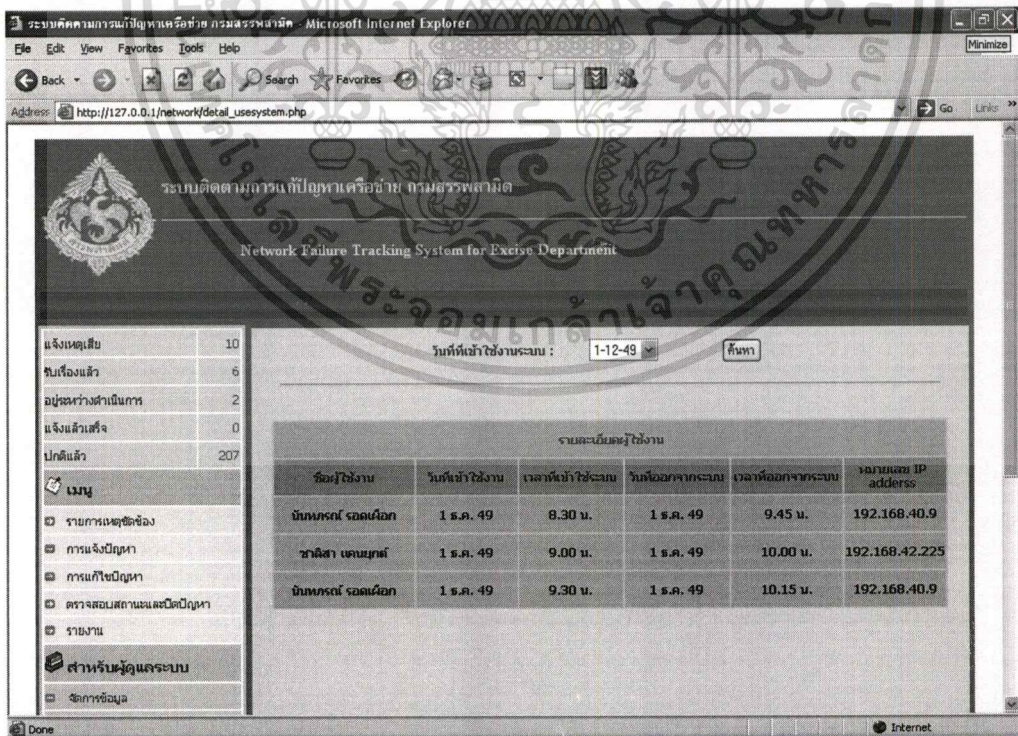 ระบบติดตามการแก้ปัญหาเครือข่าย กรมสรรพสามิต - Microsoft Internet Explorer
Minimize
File Edit View Favorites Tools Help
Back Search Favorites
Address http://127.0.0.1/network/detail_usesystem.php Go Links »
ระบบติดตามการแก้ปัญหาเครือข่าย กรมสรรพสามิต
Network Failure Tracking System for Excise Department
แจ้งเหตุเสีย 10
รับเรื่องแล้ว 6
อยู่ระหว่างดำเนินการ 2
แจ้งแล้วเสร็จ 0
ปกติแล้ว 207
เมนู
รายการเหตุขัดข้อง
การแจ้งปัญหา
การแก้ไขปัญหา
ตรวจสอบสถานะและปิดปัญหา
รายงาน
สำหรับผู้ดูแลระบบ
จัดการข้อมูล
วันที่ที่เข้าใช้งานระบบ : 1-12-49 ค้นหา
รายละเอียดผู้ใช้งาน
ชื่อผู้ใช้งาน วันที่เข้าใช้งาน เวลาที่เข้าใช้ระบบ วันที่ออกจากระบบ เวลาที่ออกจากระบบ หมายเลข IP adderss
นันทภรณ์ รอดเผือก 1 ธ.ค. 49 8.30 น. 1 ธ.ค. 49 9.45 น. 192.168.40.9
ชาลิสา 1 ธ.ค. 49 9.00 น. 1 ธ.ค. 49 10.00 น. 192.168.42.225
นันทภรณ์ รอดเผือก 1 ธ.ค. 49 9.30 น. 1 ธ.ค. 49 10.15 น. 192.168.40.9
Done Internet